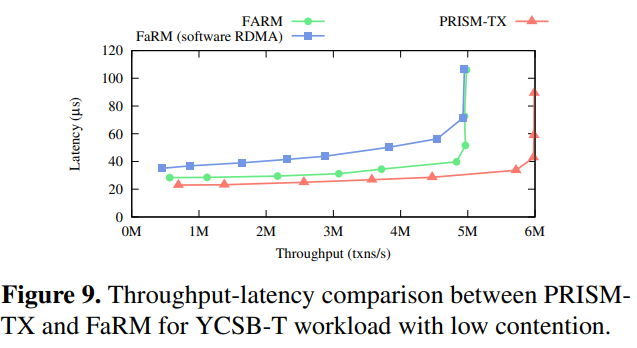 FARM
PRISM-TX
FaRM (software RDMA)
120
100
80
60
40
20
0
Latency (µs)
0M 1M 2M 3M 4M 5M 6M
Throughput (txns/s)
Figure 9. Throughput-latency comparison between PRISM-
TX and FaRM for YCSB-T workload with low contention.